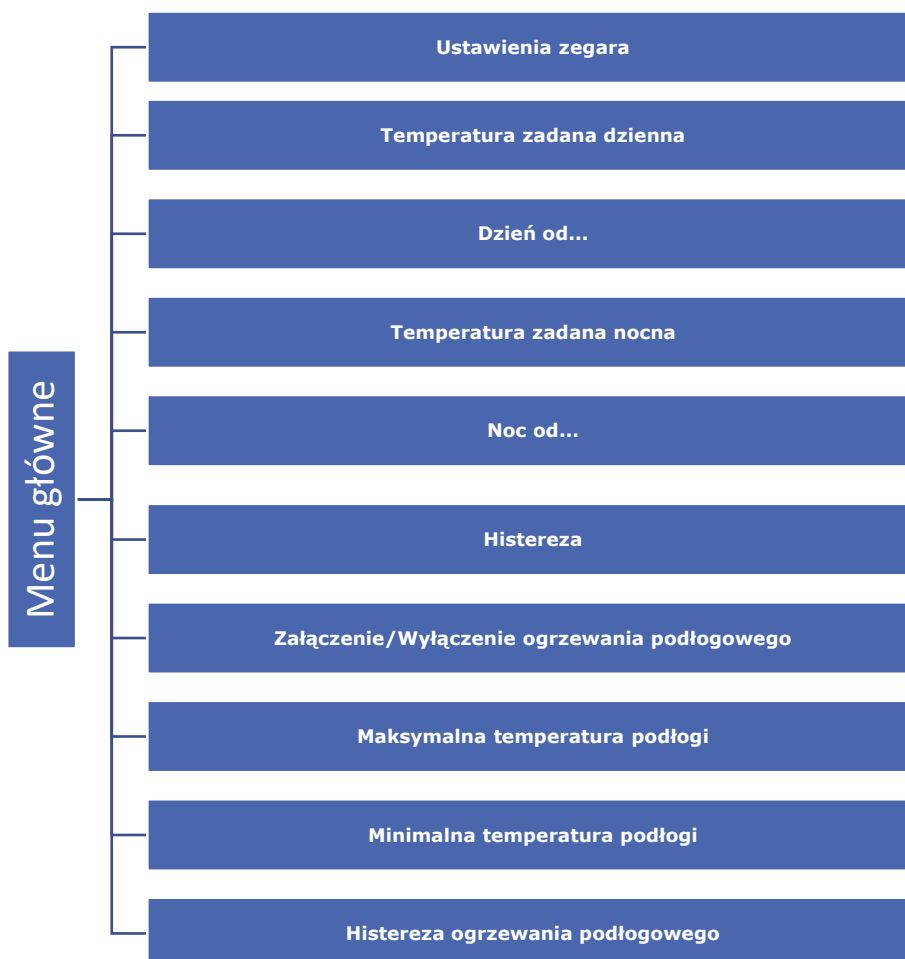 Menu główne
Ustawienia zegara
Temperatura zadana dzienna
Dzień od...
Temperatura zadana nocna
Noc od...
Histereza
Załączenie/Wyłączenie ogrzewania podłogowego
Maksymalna temperatura podłogi
Minimalna temperatura podłogi
Histereza ogrzewania podłogowego